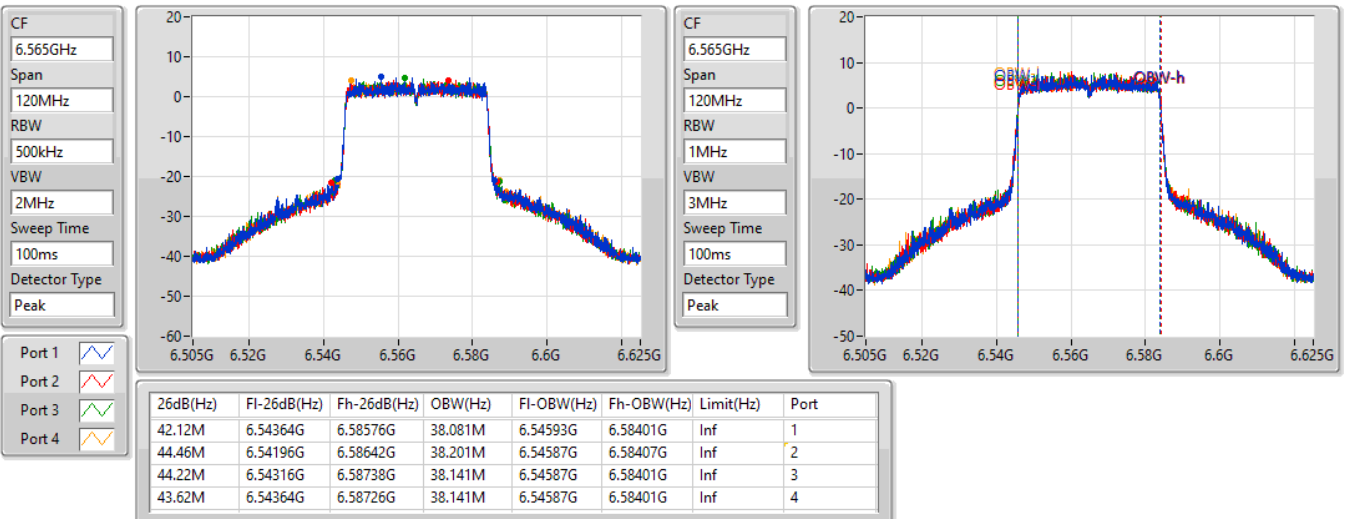 CF
6.565GHz
Span
120MHz
RBW
500kHz
VBW
2MHz
Sweep Time
100ms
Detector Type
Peak
Port 1
Port 2
Port 3
Port 4
20
10
0
-10
-20
-30
-40
-50
-60
6.505G 6.52G 6.54G 6.56G 6.58G 6.6G 6.625G
CF
6.565GHz
Span
120MHz
RBW
1MHz
VBW
3MHz
Sweep Time
100ms
Detector Type
Peak
20
10
0
-10
-20
-30
-40
-50
OBW-h
6.505G 6.52G 6.54G 6.56G 6.58G 6.6G 6.625G
26dB(Hz) Fl-26dB(Hz) Fh-26dB(Hz) OBW(Hz) Fl-OBW(Hz) Fh-OBW(Hz) Limit(Hz) Port
42.12M 6.54364G 6.58576G 38.081M 6.54593G 6.58401G Inf 1
44.46M 6.54196G 6.58642G 38.201M 6.54587G 6.58407G Inf 2
44.22M 6.54316G 6.58738G 38.141M 6.54587G 6.58401G Inf 3
43.62M 6.54364G 6.58726G 38.141M 6.54587G 6.58401G Inf 4